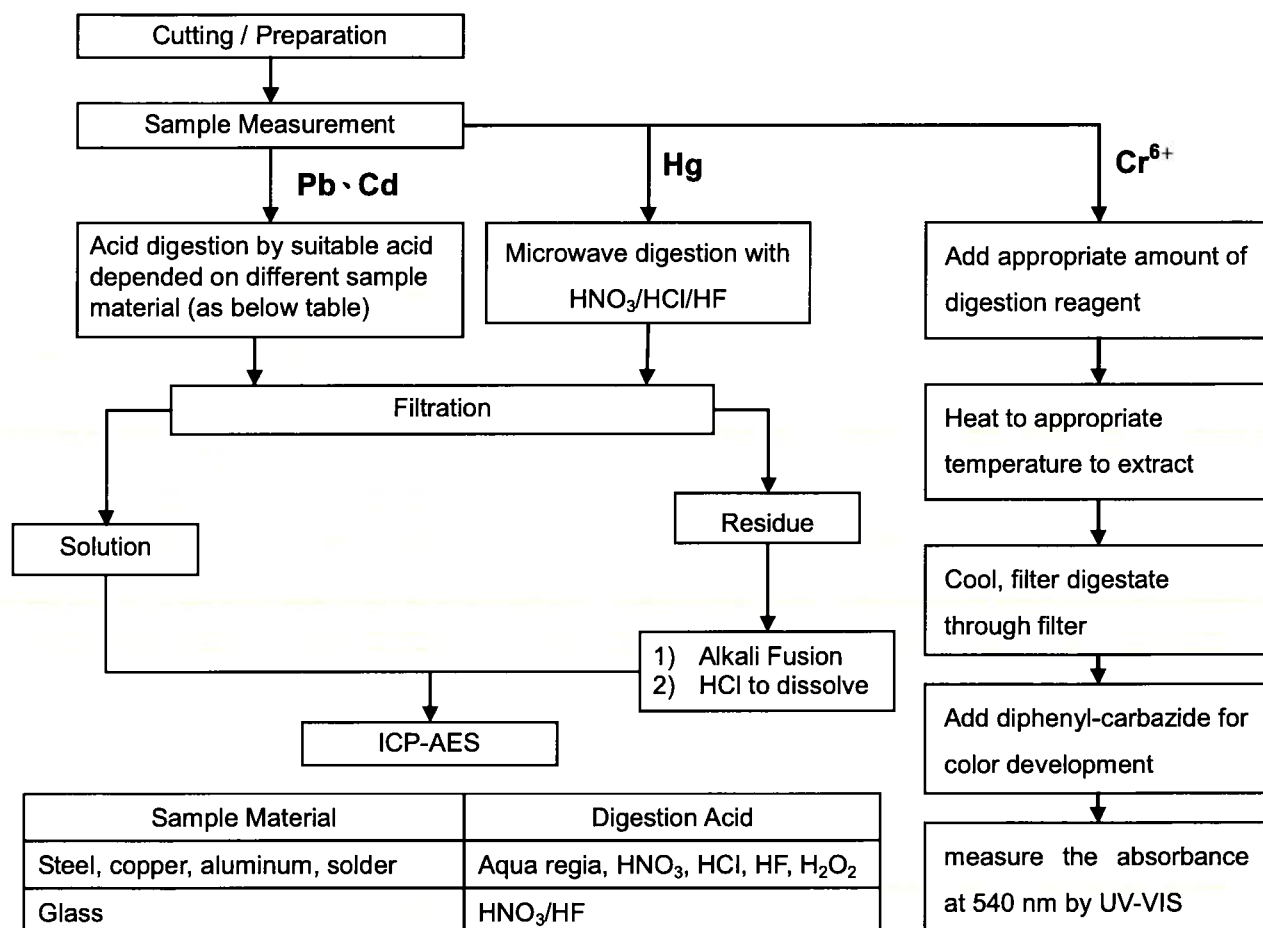 Cutting / Preparation
Sample Measurement
Pb、Cd
Hg
Cr⁶⁺
Acid digestion by suitable acid
depended on different sample
material (as below table)
Microwave digestion with
HNO₃/HCl/HF
Add appropriate amount of
digestion reagent
Filtration
Heat to appropriate
temperature to extract
Solution
Residue
Cool, filter digestate
through filter
1) Alkali Fusion
2) HCl to dissolve
ICP-AES
Add diphenyl-carbazide for
color development
Sample Material Digestion Acid
Steel, copper, aluminum, solder Aqua regia, HNO₃, HCl, HF, H₂O₂
Glass HNO₃/HF
measure the absorbance
at 540 nm by UV-VIS